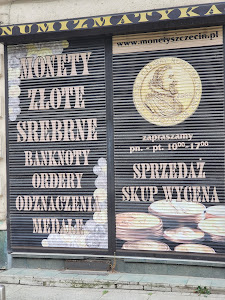 NUMIZMATYKA
MONETY
ZŁOTE
SREBRNE
BANKNOTY
ORDERY
ODZNACZENIA
MEDALE
www.monetyszczecin.pl
zapraszamy
pn. - pt. 10⁰⁰-17⁰⁰
SPRZEDAŻ
SKUP WYCENA